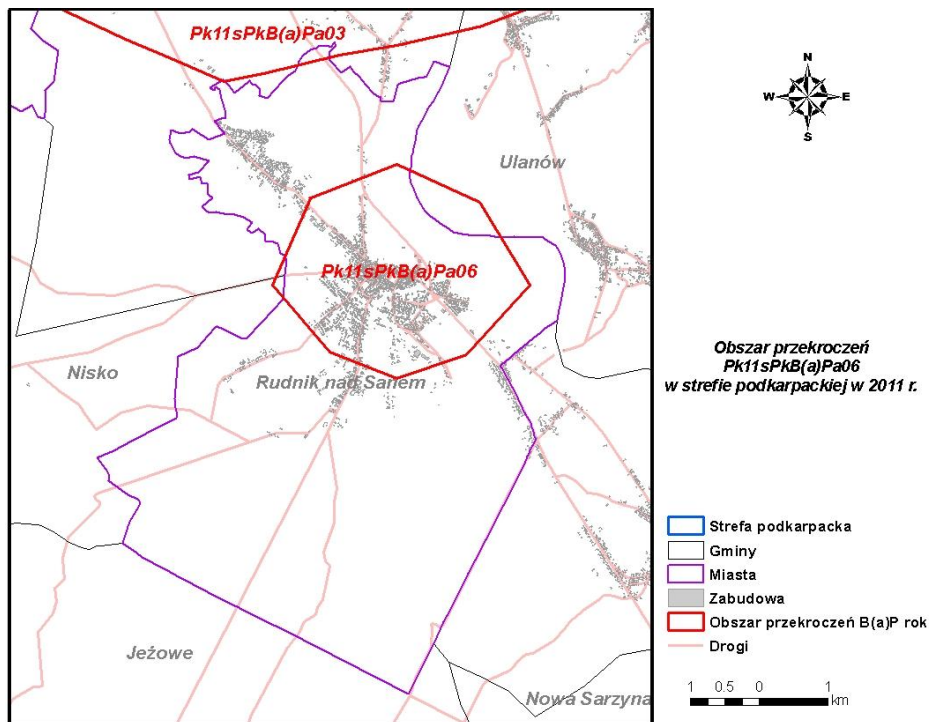 Pk11sPkB(a)Pa03
Ulanów
Pk11sPkB(a)Pa06
Nisko
Rudnik nad Sanem
Jeżowe
Nowa Sarzyna
N
W E
S
Obszar przekroczeń
Pk11sPkB(a)Pa06
w strefie podkarpackiej w 2011 r.
Strefa podkarpacka
Gminy
Miasta
Zabudowa
Obszar przekroczeń B(a)P rok
Drogi
1 0.5 0 1
km